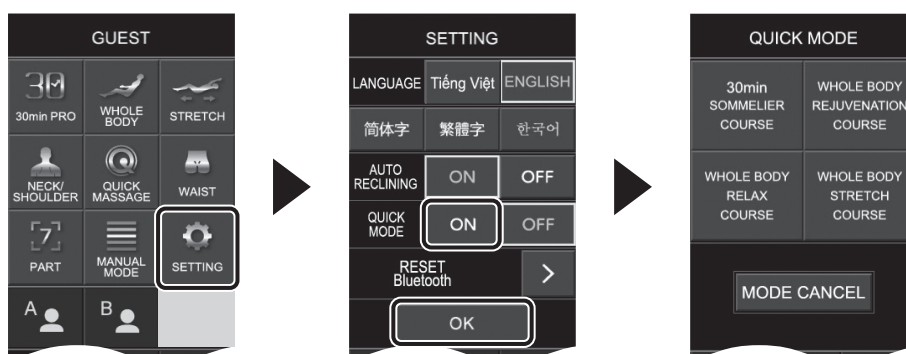 GUEST
30
30min PRO
WHOLE
BODY
STRETCH
NECK/
SHOULDER
QUICK
MASSAGE
WAIST
7
PART
MANUAL
MODE
SETTING
A
B
SETTING
LANGUAGE Tiếng Việt ENGLISH
简体字 繁體字 한국어
AUTO
RECLINING
ON OFF
QUICK
MODE
ON OFF
RESET
Bluetooth
>
OK
QUICK MODE
30min
SOMMELIER
COURSE
WHOLE BODY
REJUVENATION
COURSE
WHOLE BODY
RELAX
COURSE
WHOLE BODY
STRETCH
COURSE
MODE CANCEL